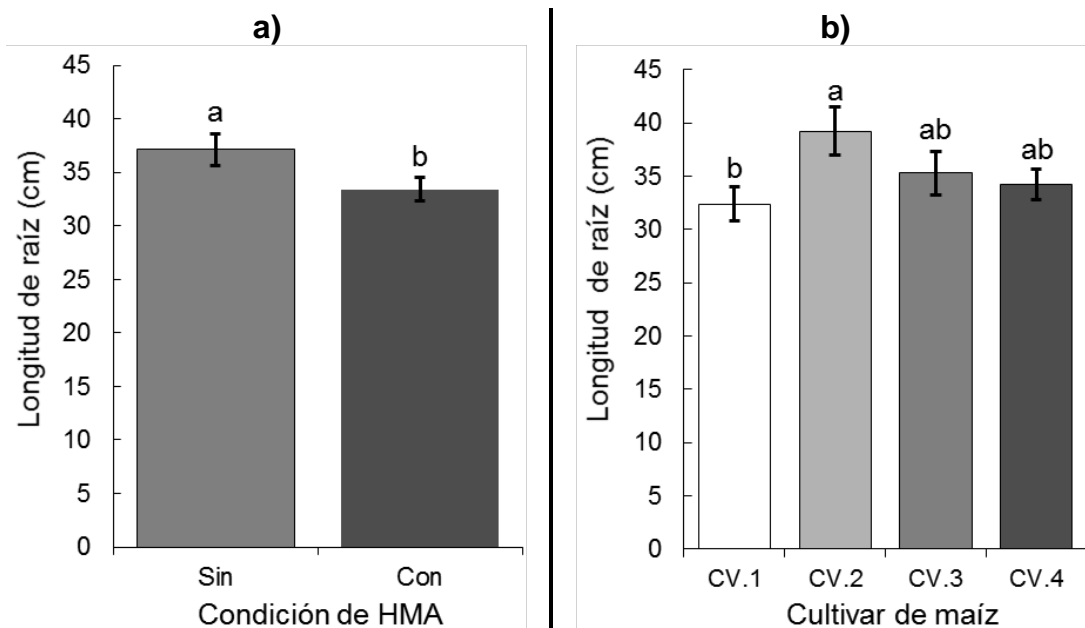 a)
Longitud de raíz (cm)
45
40
35
30
25
20
15
10
5
0
a
b
Sin
Con
Condición de HMA
b)
Longitud de raíz (cm)
45
40
35
30
25
20
15
10
5
0
b
a
ab
ab
CV.1
CV.2
CV.3
CV.4
Cultivar de maíz